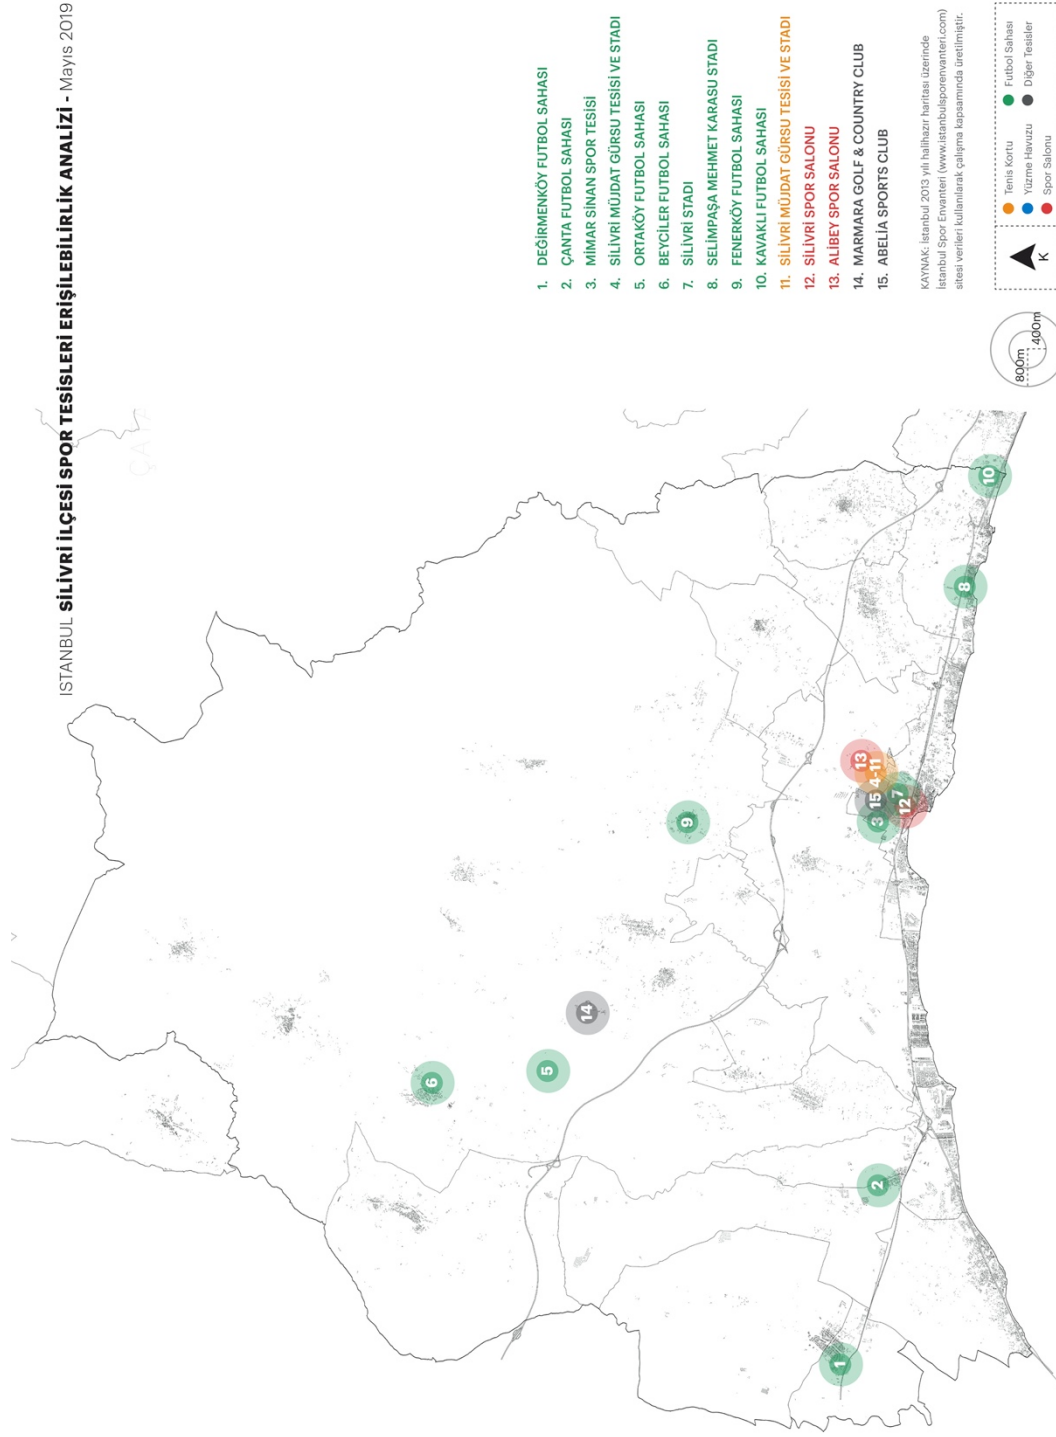 İSTANBUL SİLİVRİ İLÇESİ SPOR TESİSLERİ ERİŞİLEBİLİRLİK ANALİZİ - Mayıs 2019
ÇA
1. DEĞİRMENKÖY FUTBOL SAHASI
2. ÇANTA FUTBOL SAHASI
3. MİMAR SİNAN SPOR TESİSİ
4. SİLİVRİ MÜJDAT GÜRSU TESİSİ VE STADI
5. ORTAKÖY FUTBOL SAHASI
6. BEYCİLER FUTBOL SAHASI
7. SİLİVRİ STADI
8. SELİMPAŞA MEHMET KARASU STADI
9. FENERKÖY FUTBOL SAHASI
10. KAVAKLI FUTBOL SAHASI
11. SİLİVRİ MÜJDAT GÜRSU TESİSİ VE STADI
12. SİLİVRİ SPOR SALONU
13. ALİBEY SPOR SALONU
14. MARMARA GOLF & COUNTRY CLUB
15. ABELİA SPORTS CLUB
KAYNAK: İstanbul 2013 yılı halihazır haritası üzerinde
İstanbul Spor Envanteri (www.istanbulsporenvanteri.com)
sitesi verileri kullanılarak çalışma kapsamında üretilmiştir.
800m
400m
K
Tenis Kortu
Yüzme Havuzu
Spor Salonu
Futbol Sahası
Diğer Tesisler
6
5
14
9
1
2
3
15
4-11
13
7
12
8
10